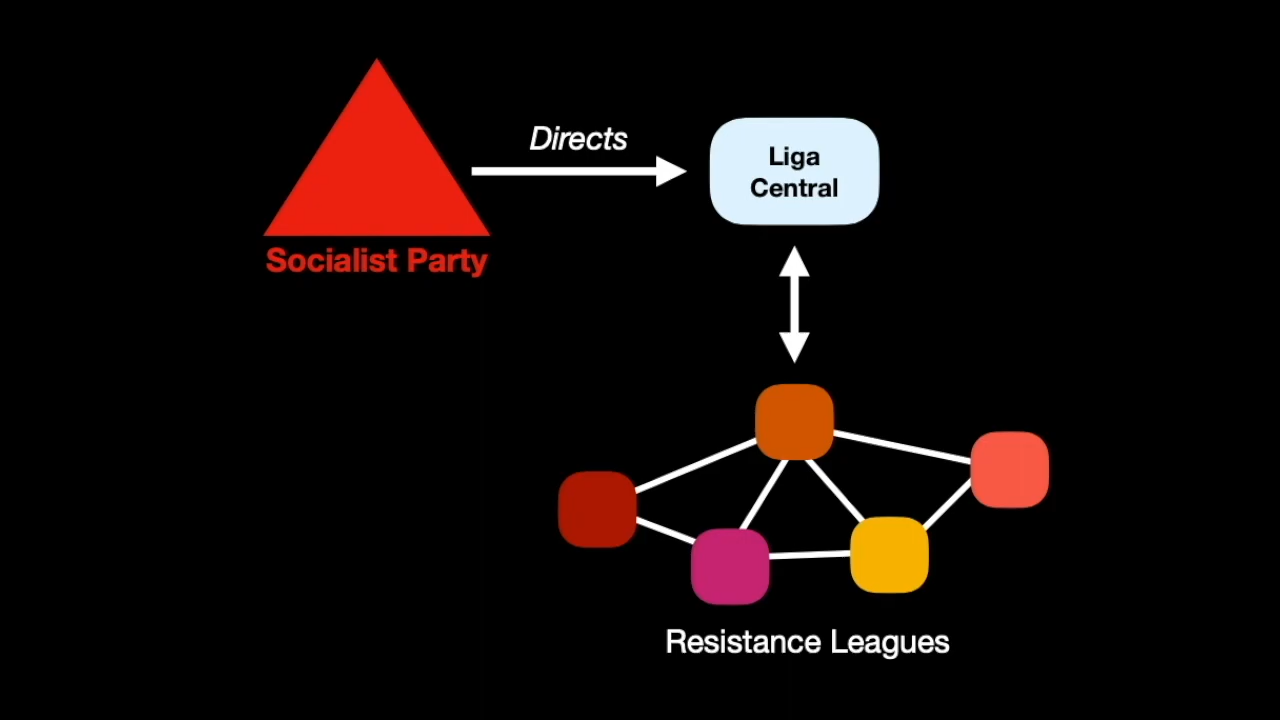 Directs
Liga
Central
Socialist Party
Resistance Leagues